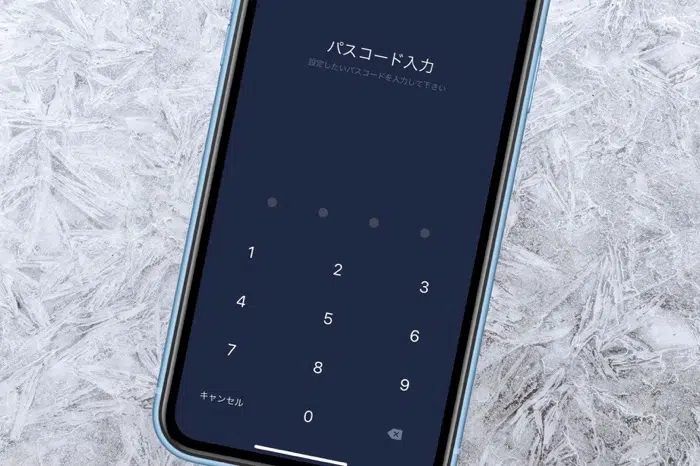 パスコード入力
設定したいパスコードを入力して下さい
1 2 3
4 5 6
7 8 9
キャンセル 0